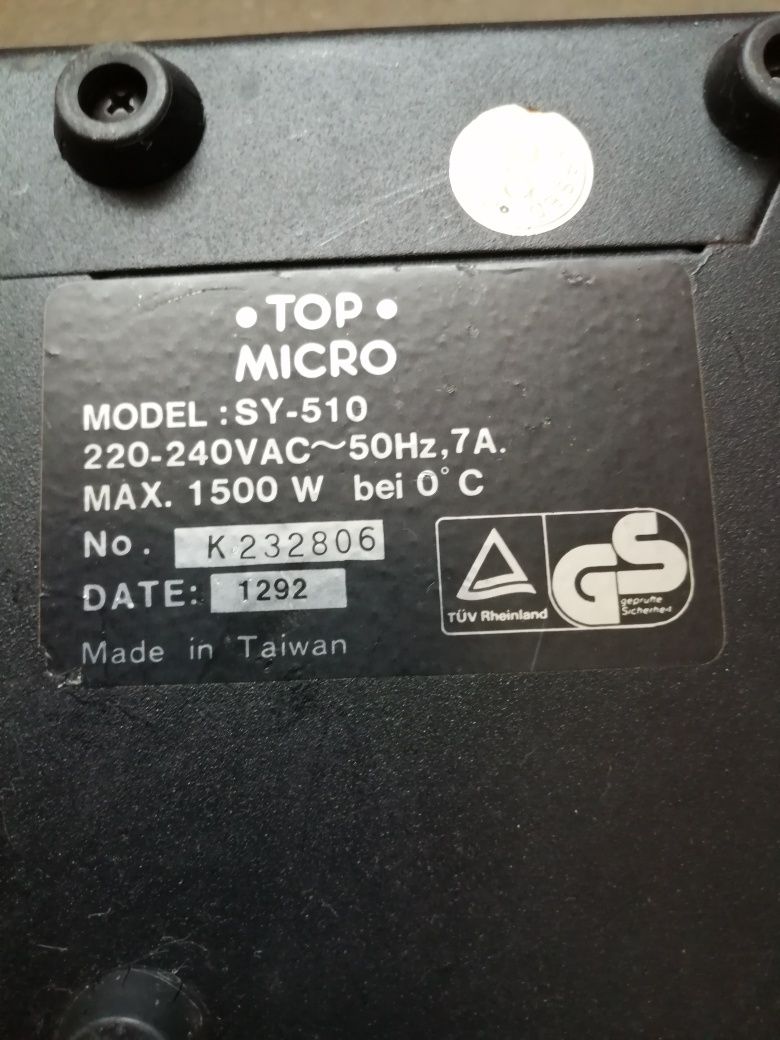 • TOP •
MICRO
MODEL : SY-510
220-240VAC～50Hz, 7A.
MAX. 1500 W bei 0°C
No. K232806
DATE: 1292
Made in Taiwan
TÜV Rheinland
GS
geprüfte
Sicherheit